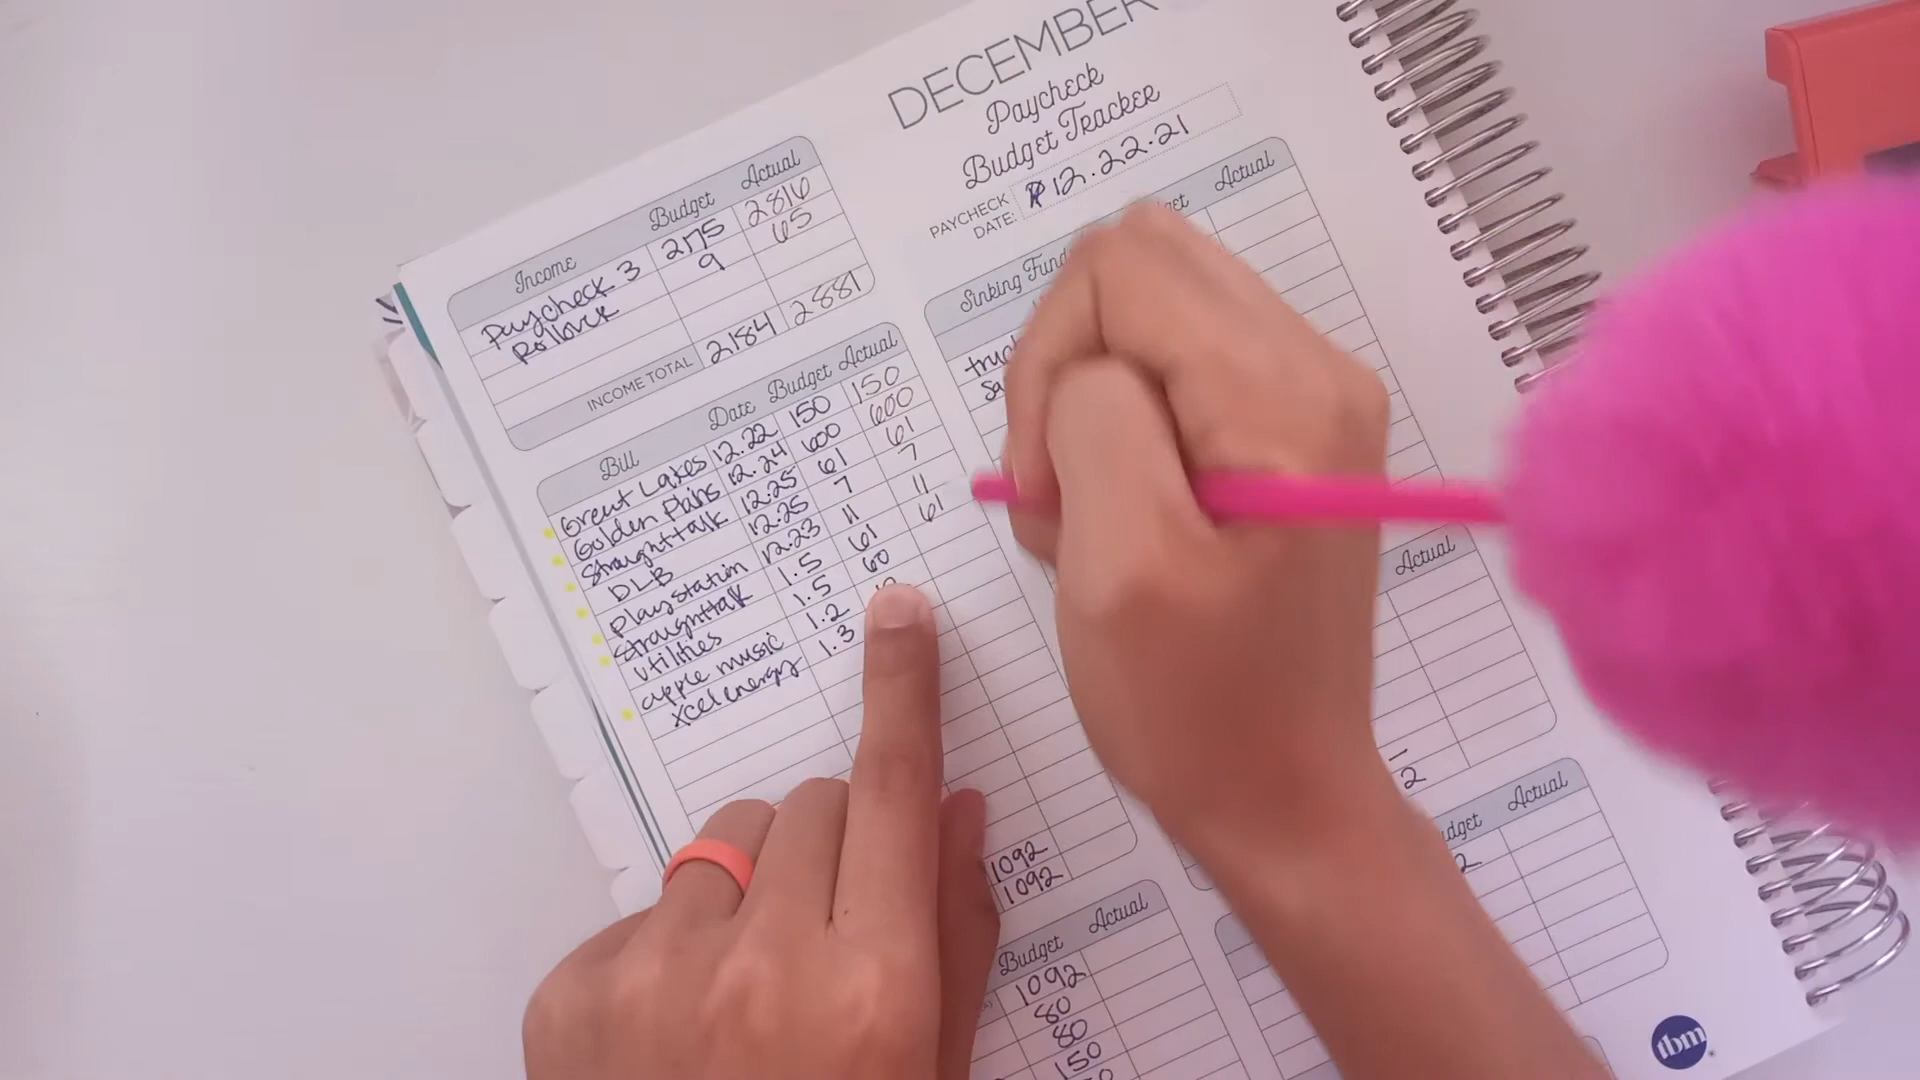 DECEMBER
Paycheck
Budget Tracker
PAYCHECK DATE: 12.22.21
Income Budget Actual
Paycheck 3 2175 2816
Rollover 9 65
INCOME TOTAL 2184 2881
Bill Date Budget Actual
Great Lakes 12.22 150 150
Golden Plains 12.24 600 600
Straighttalk 12.25 61 61
DLB 12.25 7 7
playstation 12.23 11 11
straighttalk 1.5 61 61
utilities 1.5 60
apple music 1.2
xcel energy 1.3
1092
1092
Budget Actual
1092
80
80
150
Sinking Actual
Actual
2
Actual
2
tbm